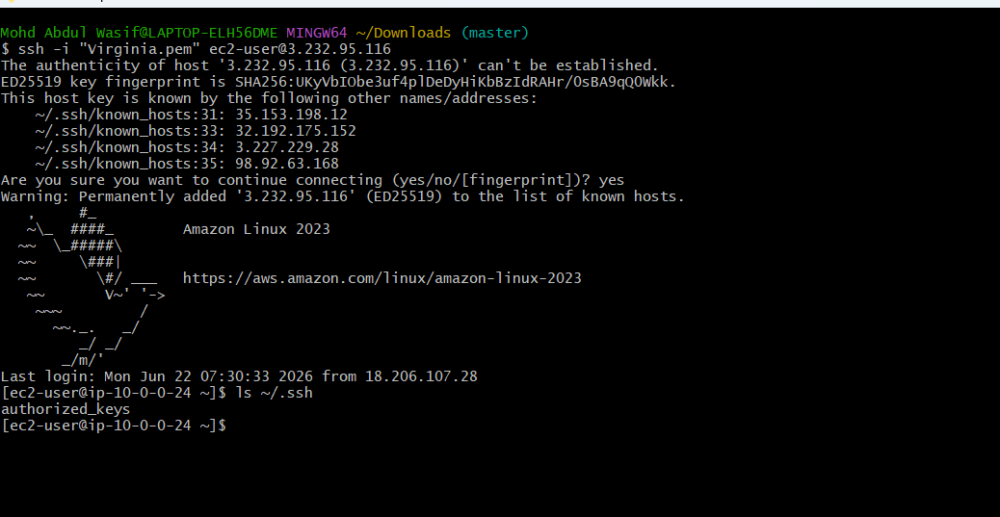 Mohd Abdul Wasif@LAPTOP-ELH56DME MINGW64 ~/Downloads (master)
$ ssh -i "Virginia.pem" ec2-user@3.232.95.116
The authenticity of host '3.232.95.116 (3.232.95.116)' can't be established.
ED25519 key fingerprint is SHA256:UKyVbIObe3uf4plDeDyHiKbBzIdRAHr/OsBA9qQOWkk.
This host key is known by the following other names/addresses:
    ~/.ssh/known_hosts:31: 35.153.198.12
    ~/.ssh/known_hosts:33: 32.192.175.152
    ~/.ssh/known_hosts:34: 3.227.229.28
    ~/.ssh/known_hosts:35: 98.92.63.168
Are you sure you want to continue connecting (yes/no/[fingerprint])? yes
Warning: Permanently added '3.232.95.116' (ED25519) to the list of known hosts.
   ,     #_
   ~\_  ####_        Amazon Linux 2023
  ~~  \_#####\
  ~~     \###|
  ~~       \#/ ___   https://aws.amazon.com/linux/amazon-linux-2023
   ~~       V~' '->
    ~~~         /
      ~~._.   _/
         _/ _/
       _/m/'
Last login: Mon Jun 22 07:30:33 2026 from 18.206.107.28
[ec2-user@ip-10-0-0-24 ~]$ ls ~/.ssh
authorized_keys
[ec2-user@ip-10-0-0-24 ~]$